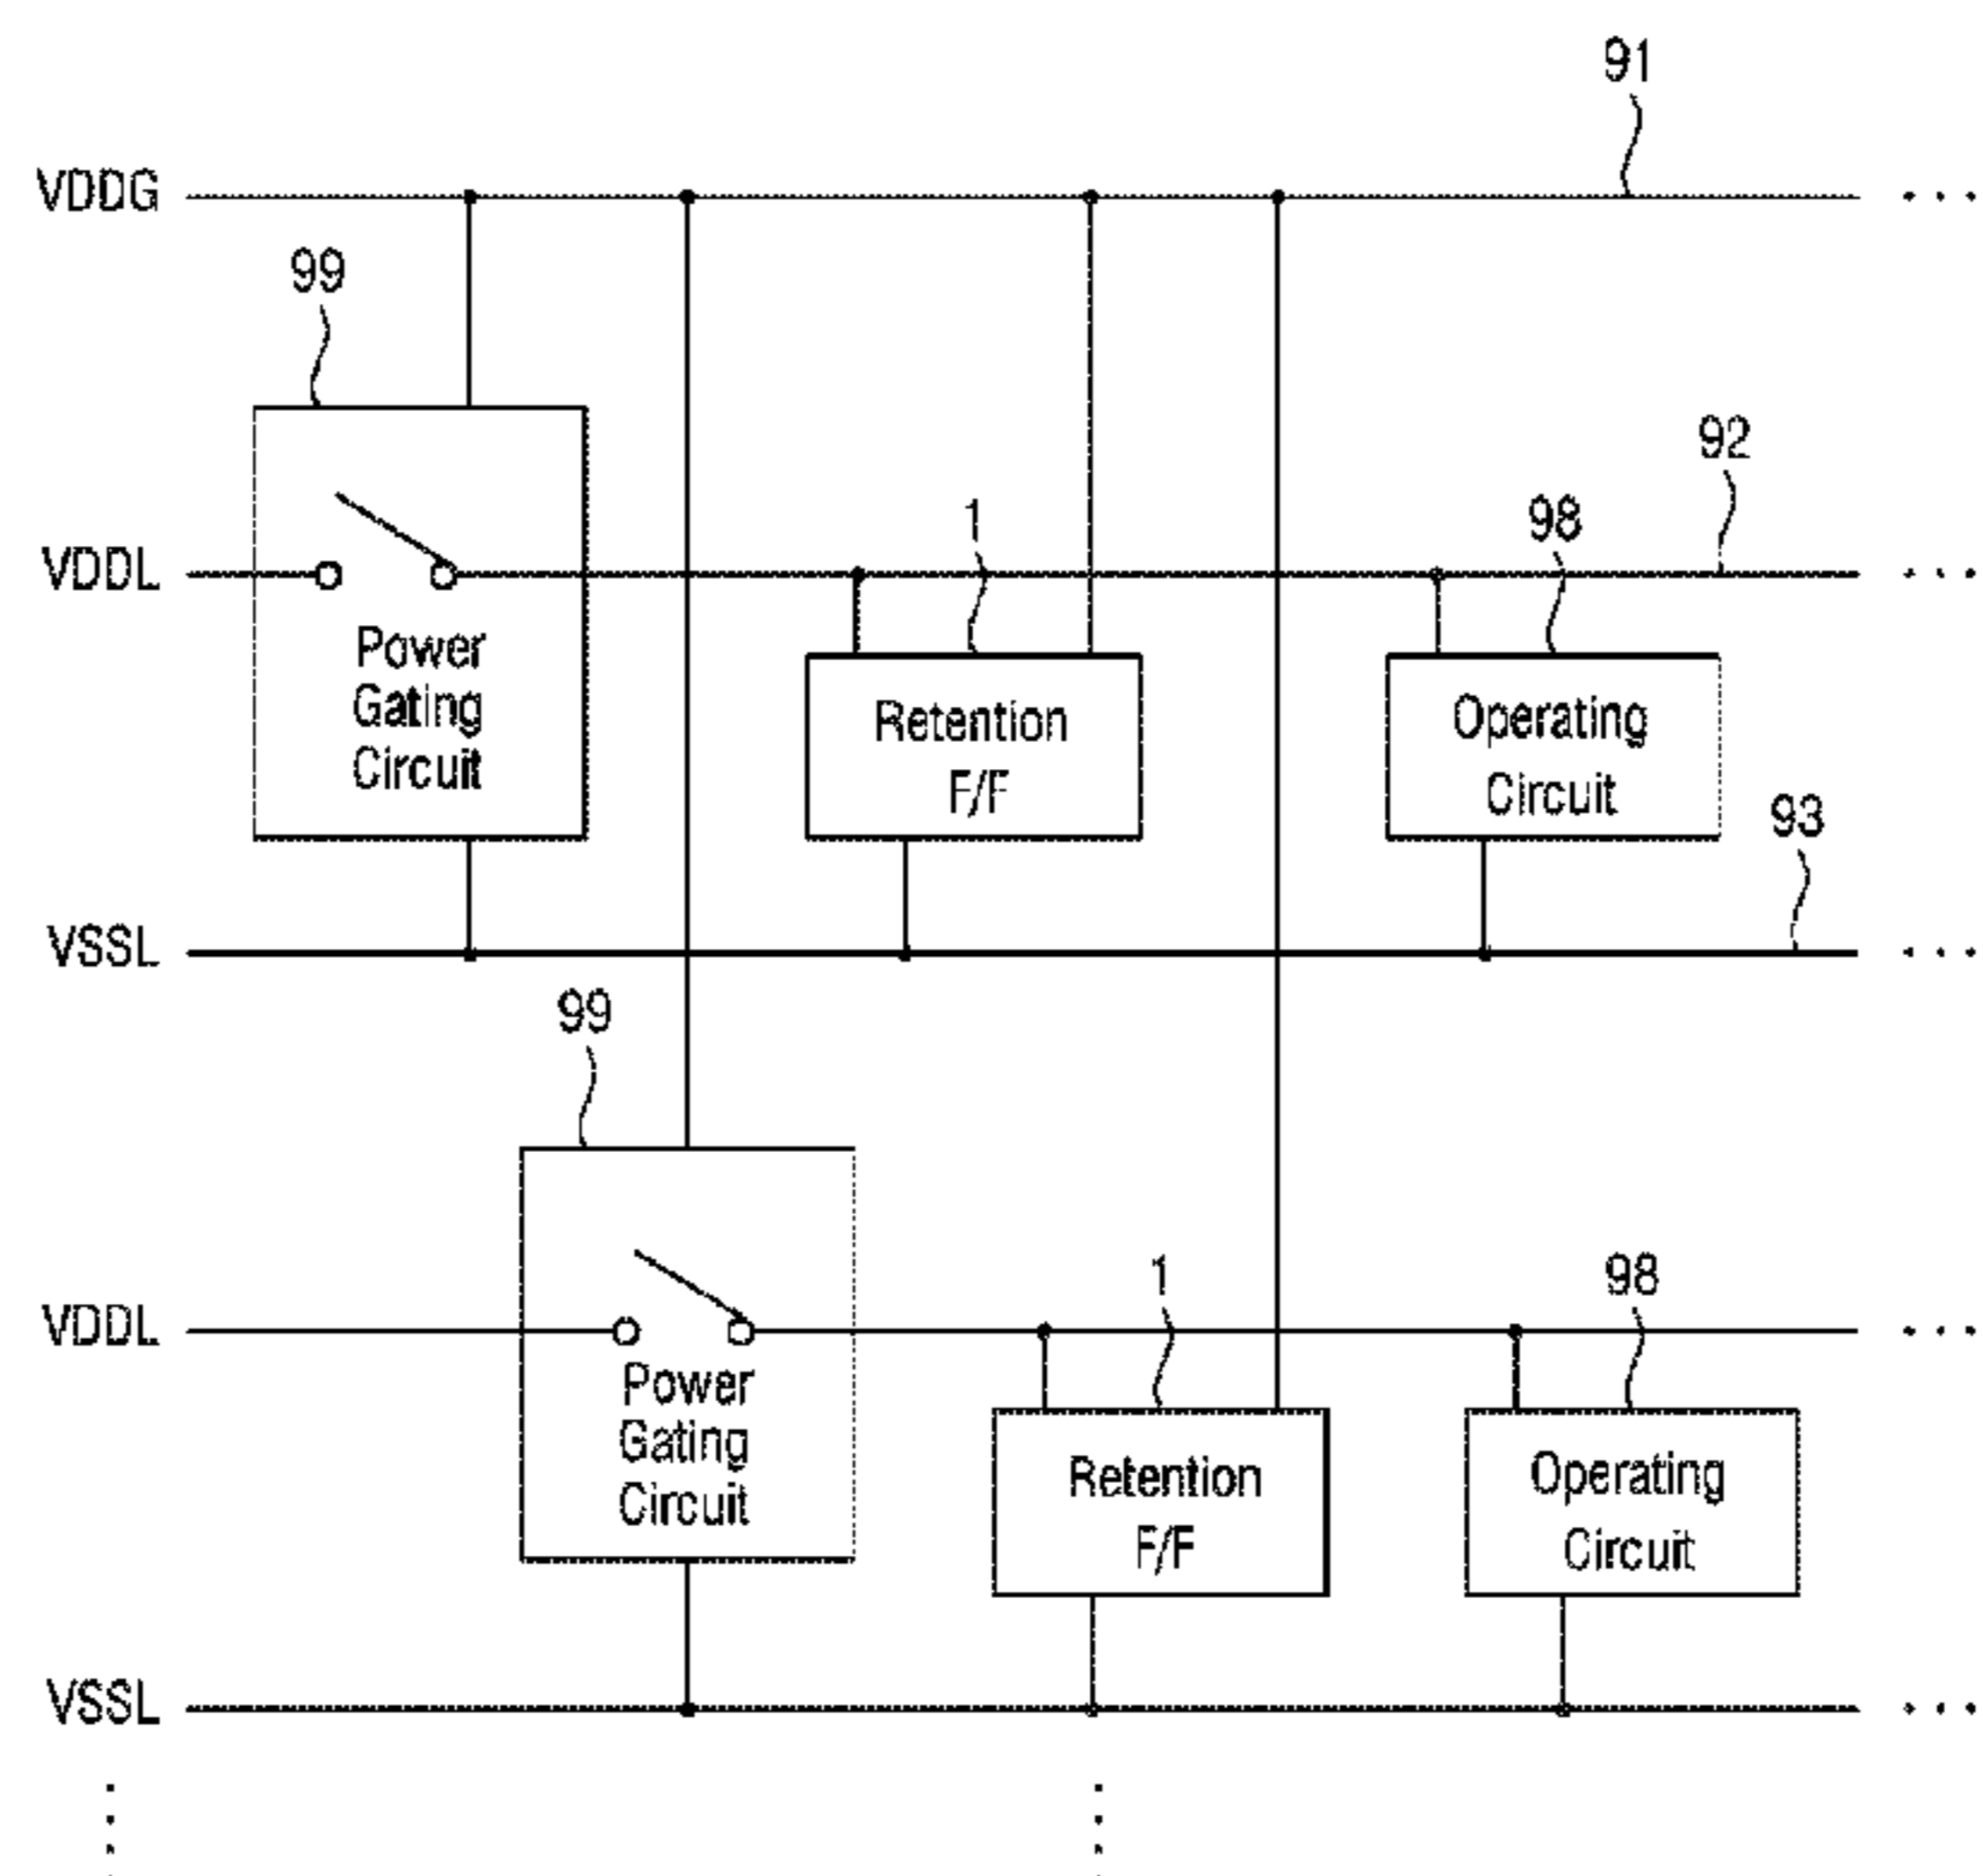 91
VDDG
99
92
1
98
VDDL
Power
Gating
Circuit
Retention
F/F
Operating
Circuit
93
VSSL
99
1
98
VDDL
Power
Gating
Circuit
Retention
F/F
Operating
Circuit
VSSL